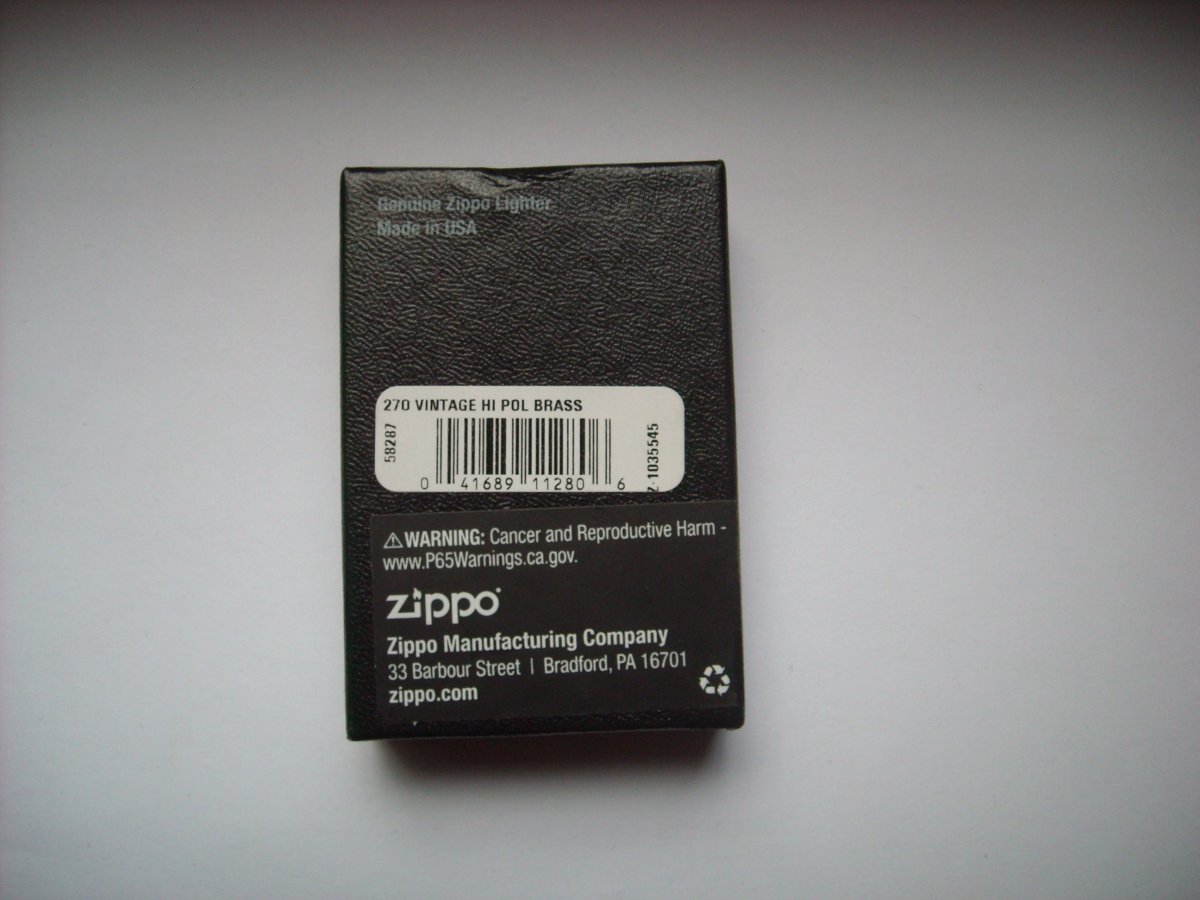 Genuine Zippo Lighter
Made in USA
270 VINTAGE HI POL BRASS
58287
0 41689 11280 6
Z-1035545
⚠WARNING: Cancer and Reproductive Harm -
www.P65Warnings.ca.gov.
zippo
Zippo Manufacturing Company
33 Barbour Street | Bradford, PA 16701
zippo.com